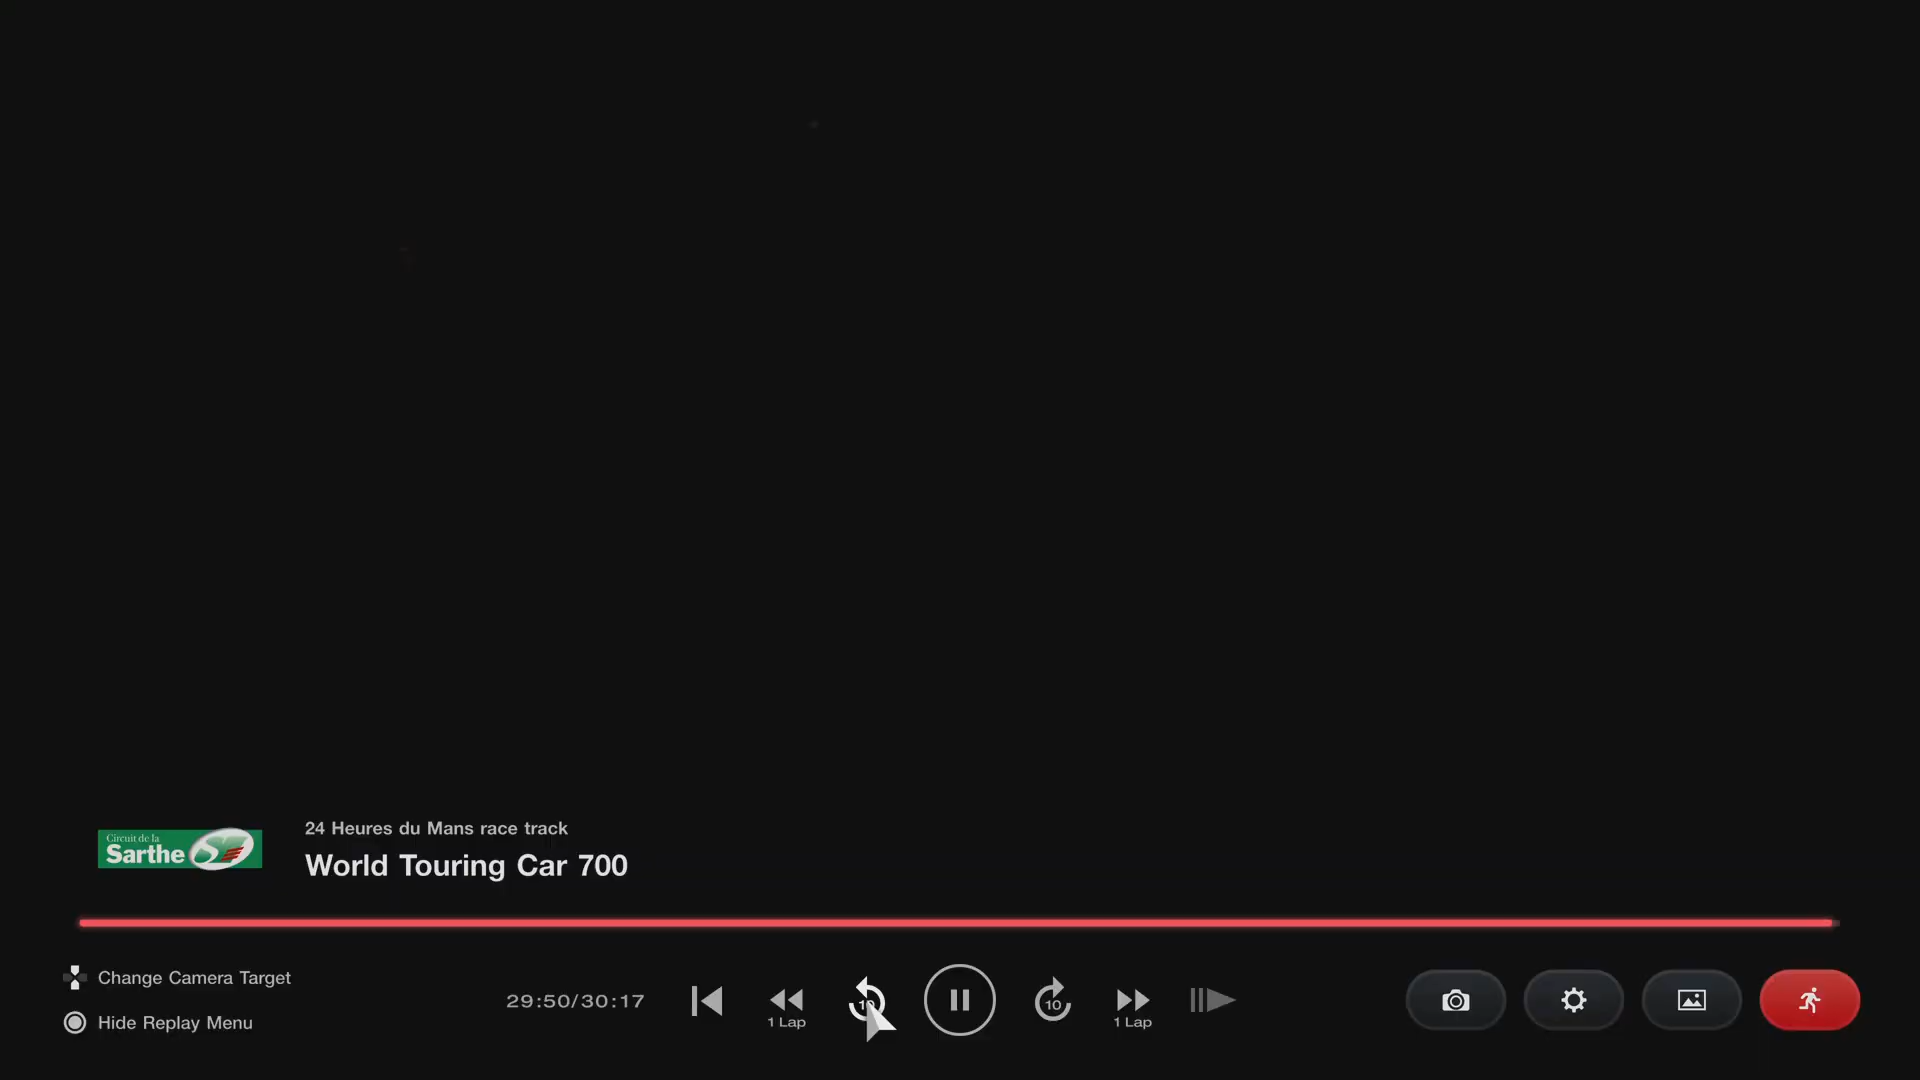 Circuit de la
Sarthe
24 Heures du Mans race track
World Touring Car 700
Change Camera Target
Hide Replay Menu
29:50/30:17
1 Lap
10
10
1 Lap